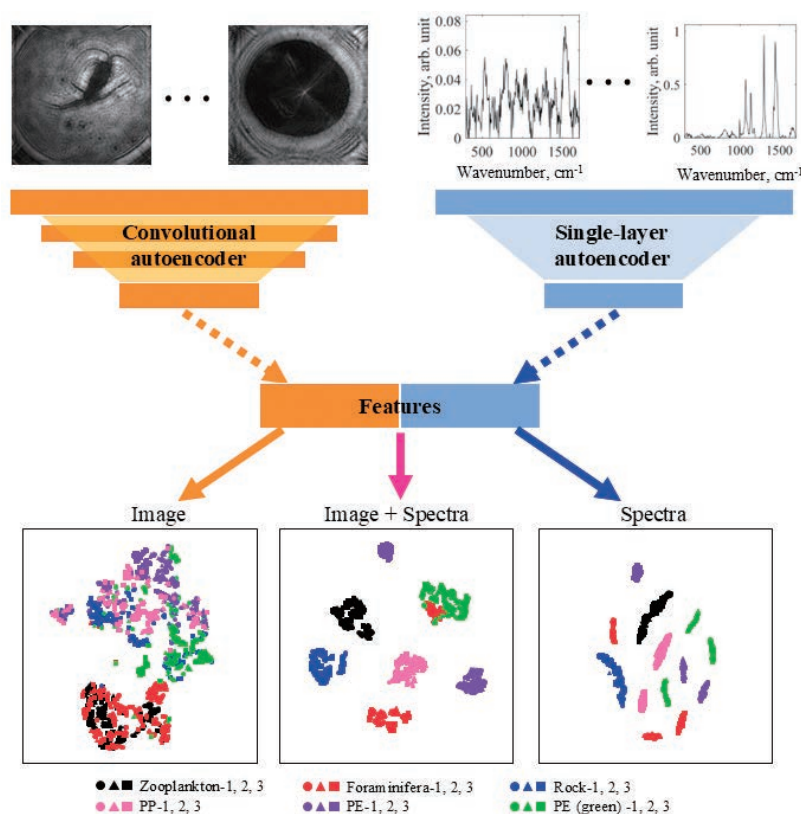 Intensity, arb. unit
0.08
0.06
0.04
0.02
0
500 1000 1500
Wavenumber, cm-1
Intensity, arb. unit
1
0.5
0
500 1000 1500
Wavenumber, cm-1
Convolutional
autoencoder
Single-layer
autoencoder
Features
Image
Image + Spectra
Spectra
Zooplankton-1, 2, 3
Foraminifera-1, 2, 3
Rock-1, 2, 3
PP-1, 2, 3
PE-1, 2, 3
PE (green) -1, 2, 3